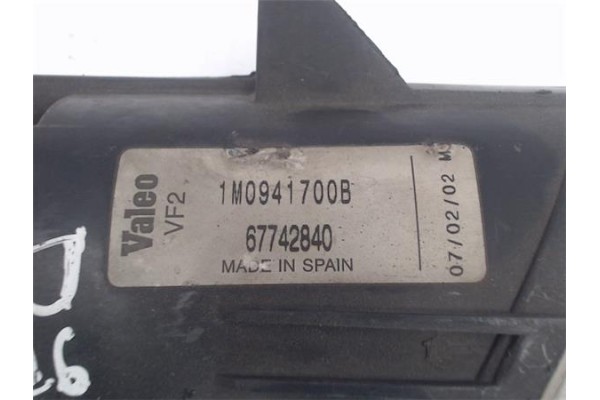 Valeo
VF2
1M0941700B
67742840
MADE IN SPAIN
07/02/02 M